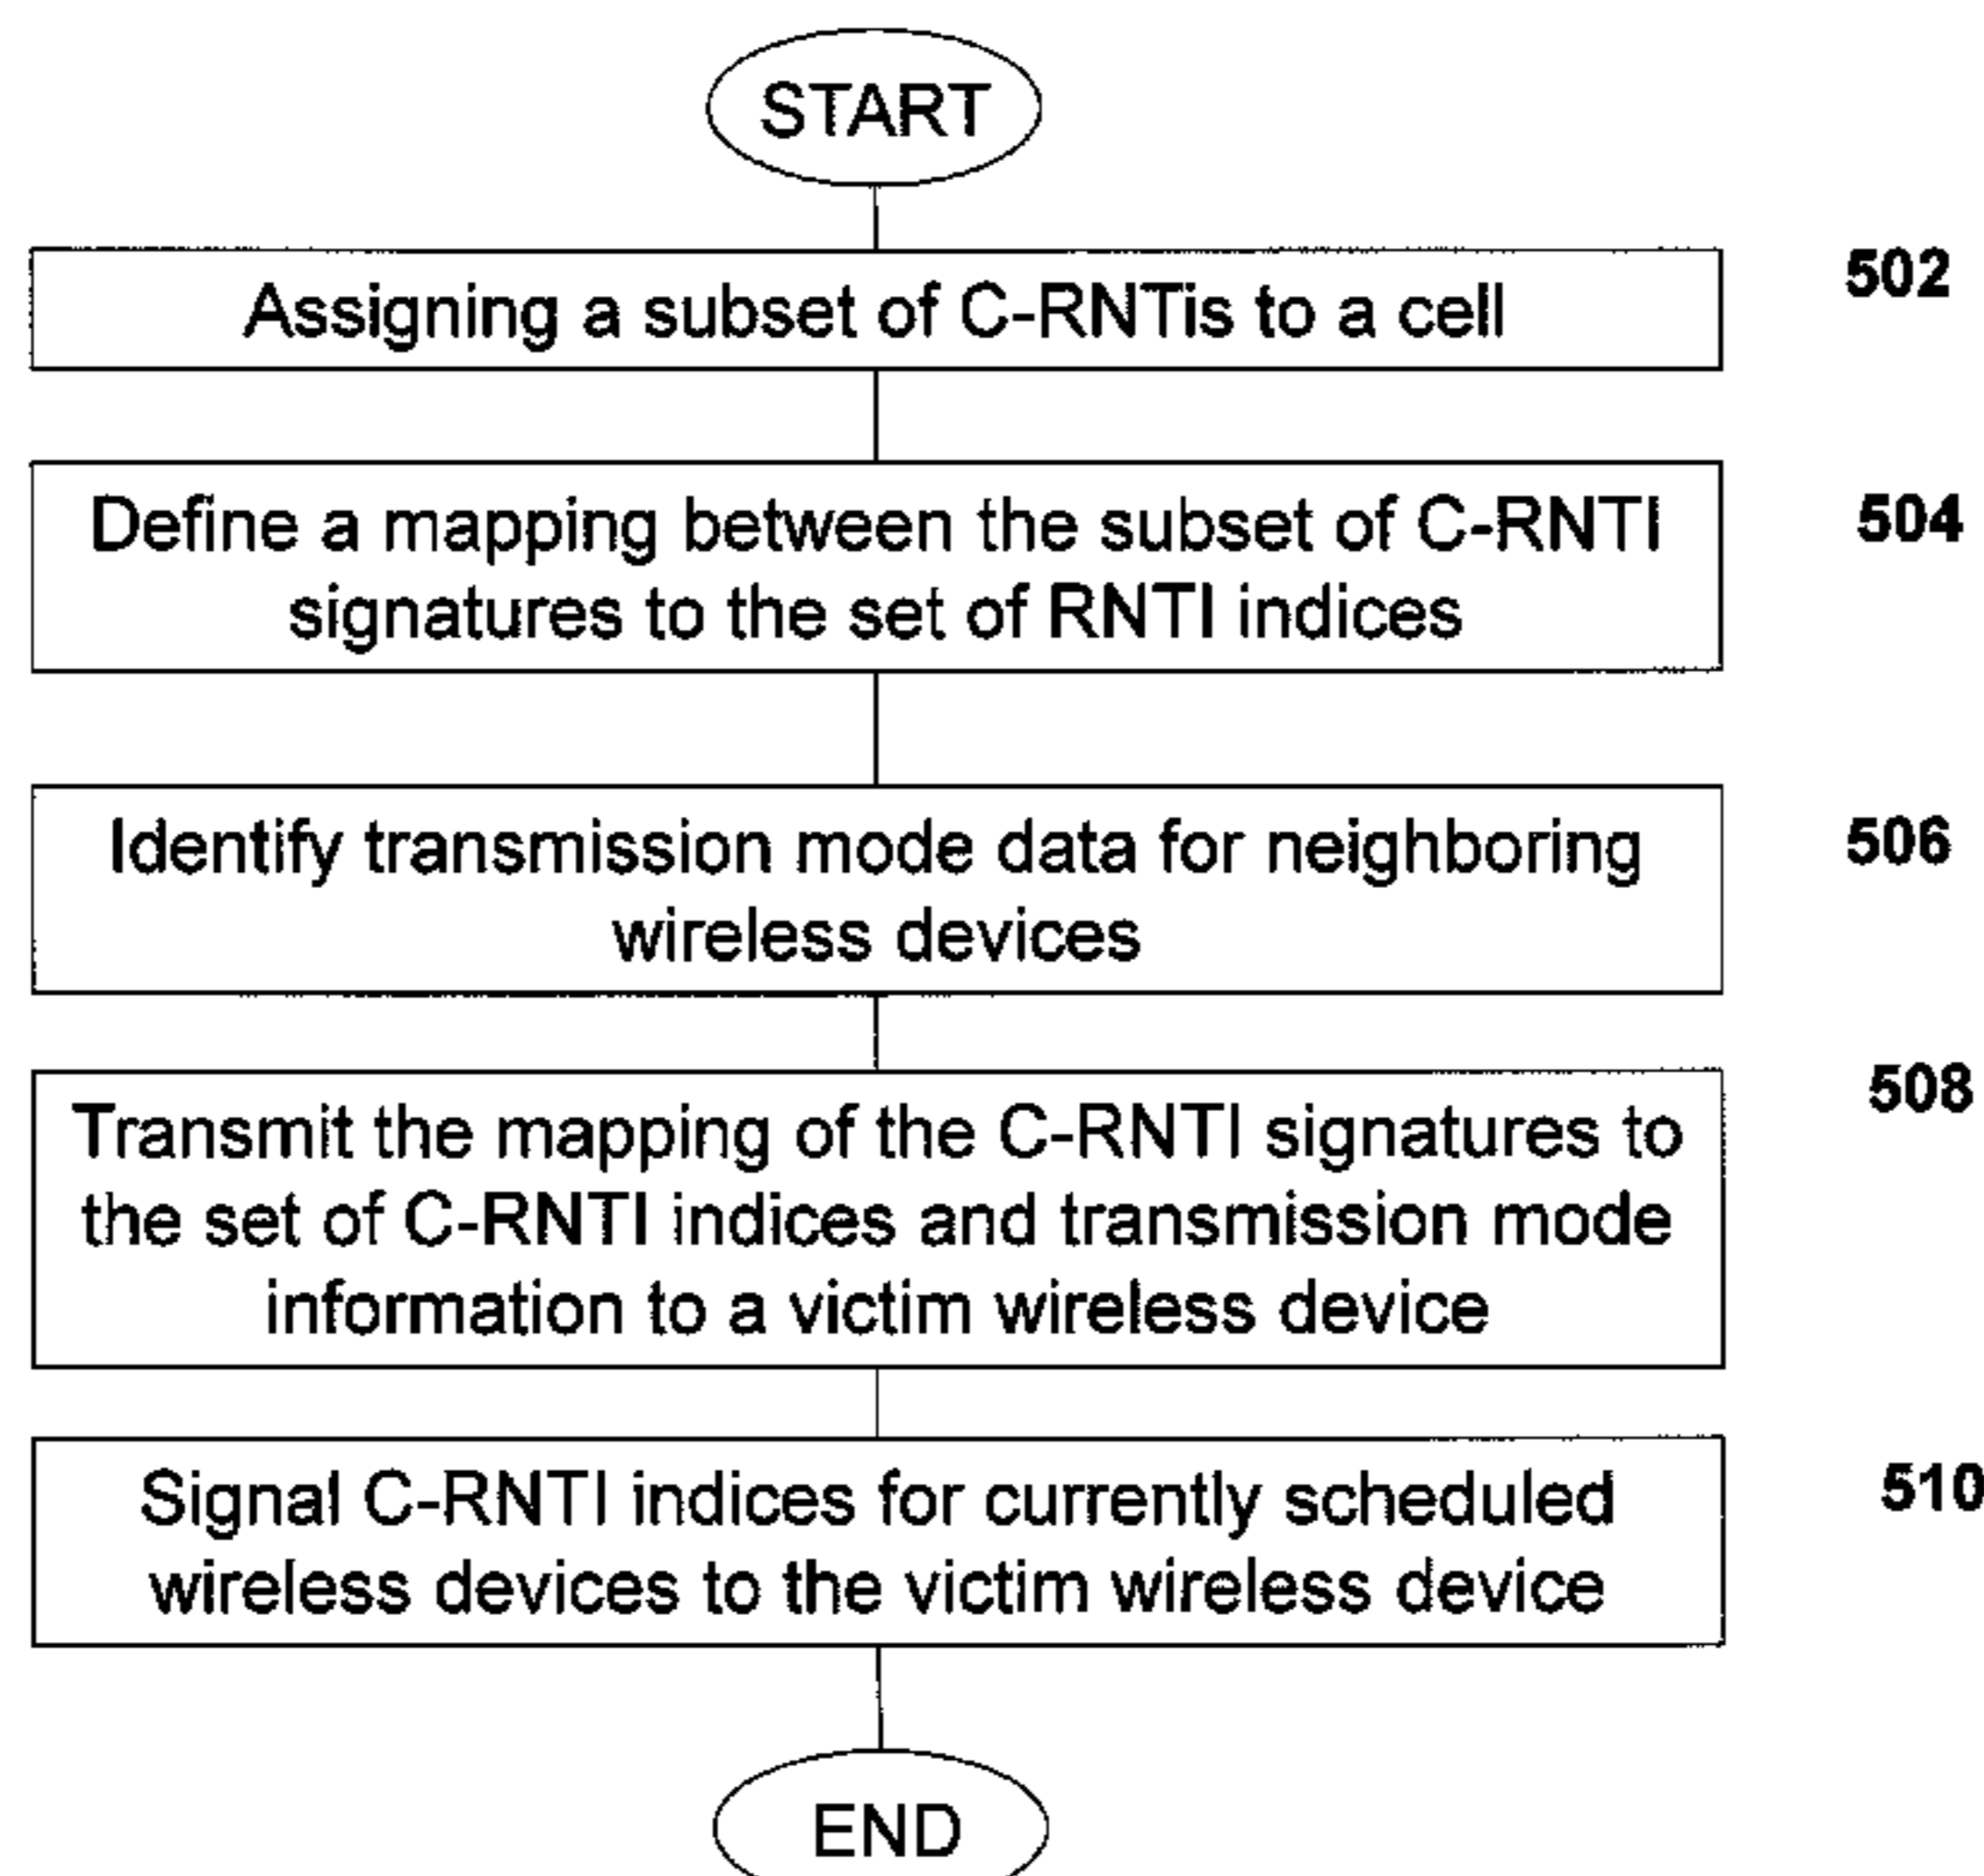 START
Assigning a subset of C-RNTis to a cell
502
Define a mapping between the subset of C-RNTI
signatures to the set of RNTI indices
504
Identify transmission mode data for neighboring
wireless devices
506
Transmit the mapping of the C-RNTI signatures to
the set of C-RNTI indices and transmission mode
information to a victim wireless device
508
Signal C-RNTI indices for currently scheduled
wireless devices to the victim wireless device
510
END